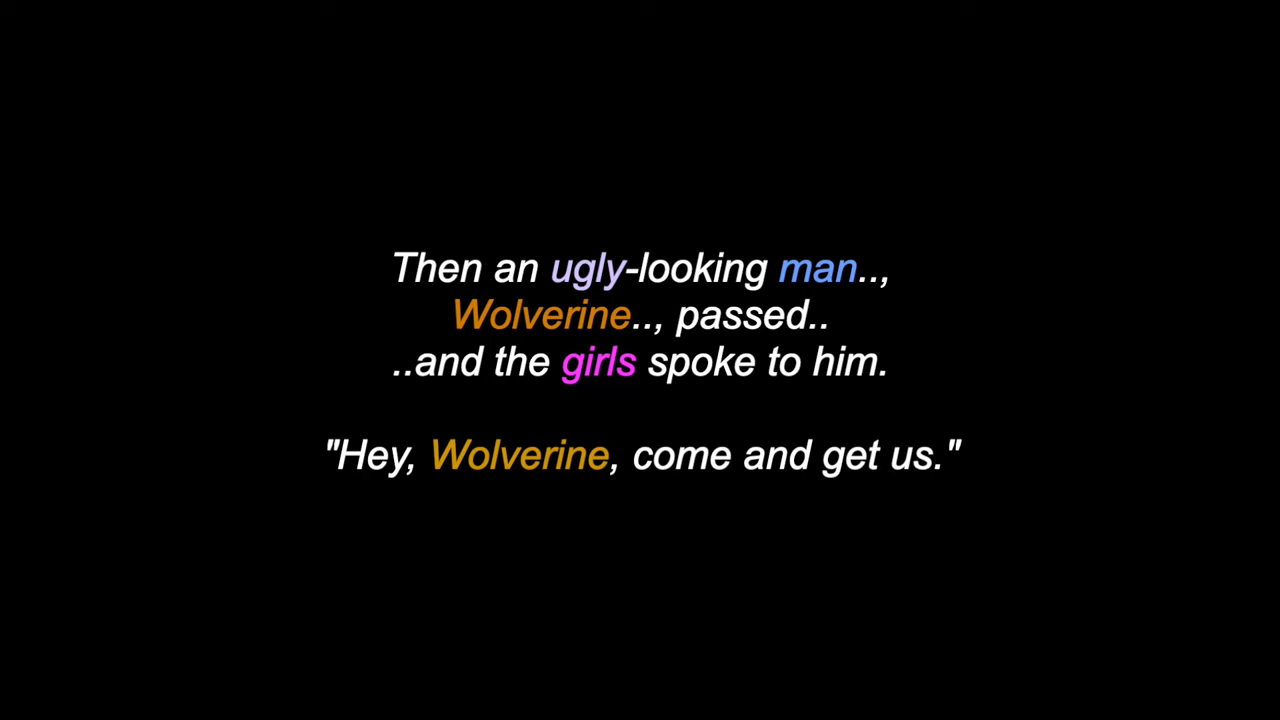 Then an ugly-looking man..,
Wolverine.., passed..
..and the girls spoke to him.
"Hey, Wolverine, come and get us."